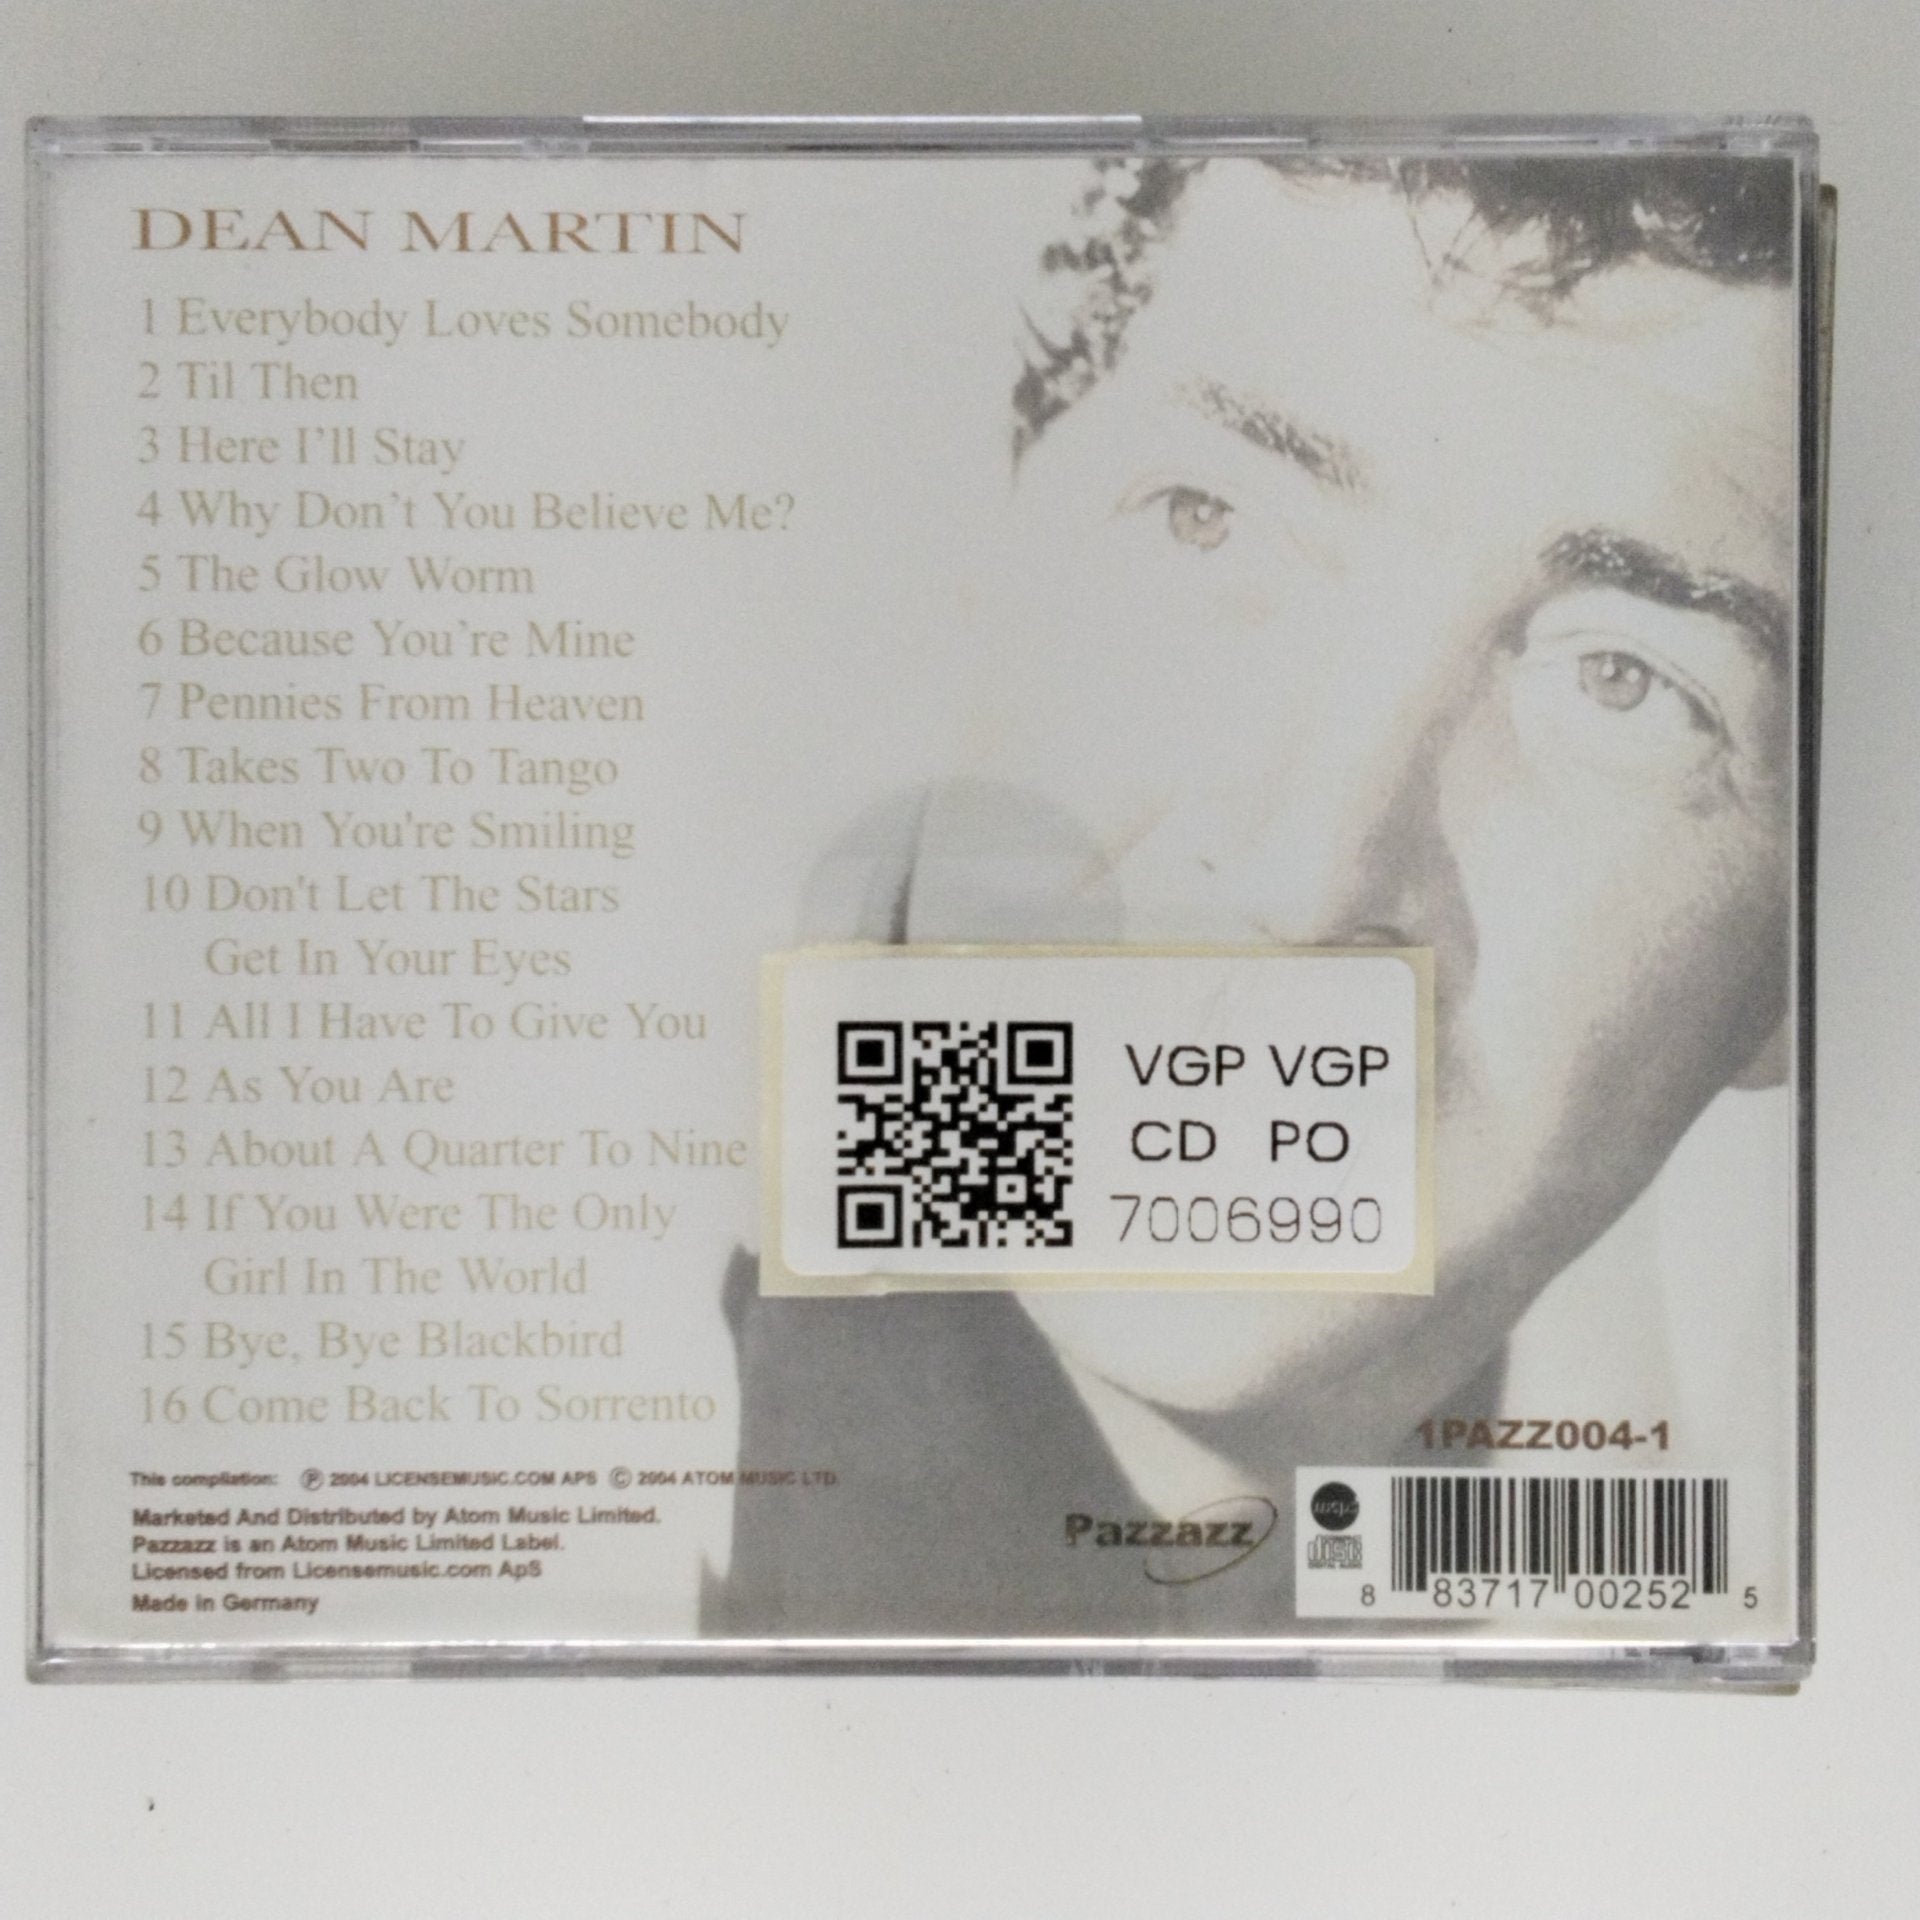 DEAN MARTIN
1 Everybody Loves Somebody
2 Til Then
3 Here I'll Stay
4 Why Don't You Believe Me?
5 The Glow Worm
6 Because You're Mine
7 Pennies From Heaven
8 Takes Two To Tango
9 When You're Smiling
10 Don't Let The Stars
Get In Your Eyes
11 All I Have To Give You
12 As You Are
13 About A Quarter To Nine
14 If You Were The Only
Girl In The World
15 Bye, Bye Blackbird
16 Come Back To Sorrento
VGP VGP
CD PO
7006990
This compilation: ℗ 2004 LICENSEMUSIC.COM APS © 2004 ATOM MUSIC LTD
Marketed And Distributed by Atom Music Limited.
Pazzazz is an Atom Music Limited Label.
Licensed from Licensemusic.com ApS
Made in Germany
Pazzazz
1PAZZ004-1
disc
8 83717 00252 5